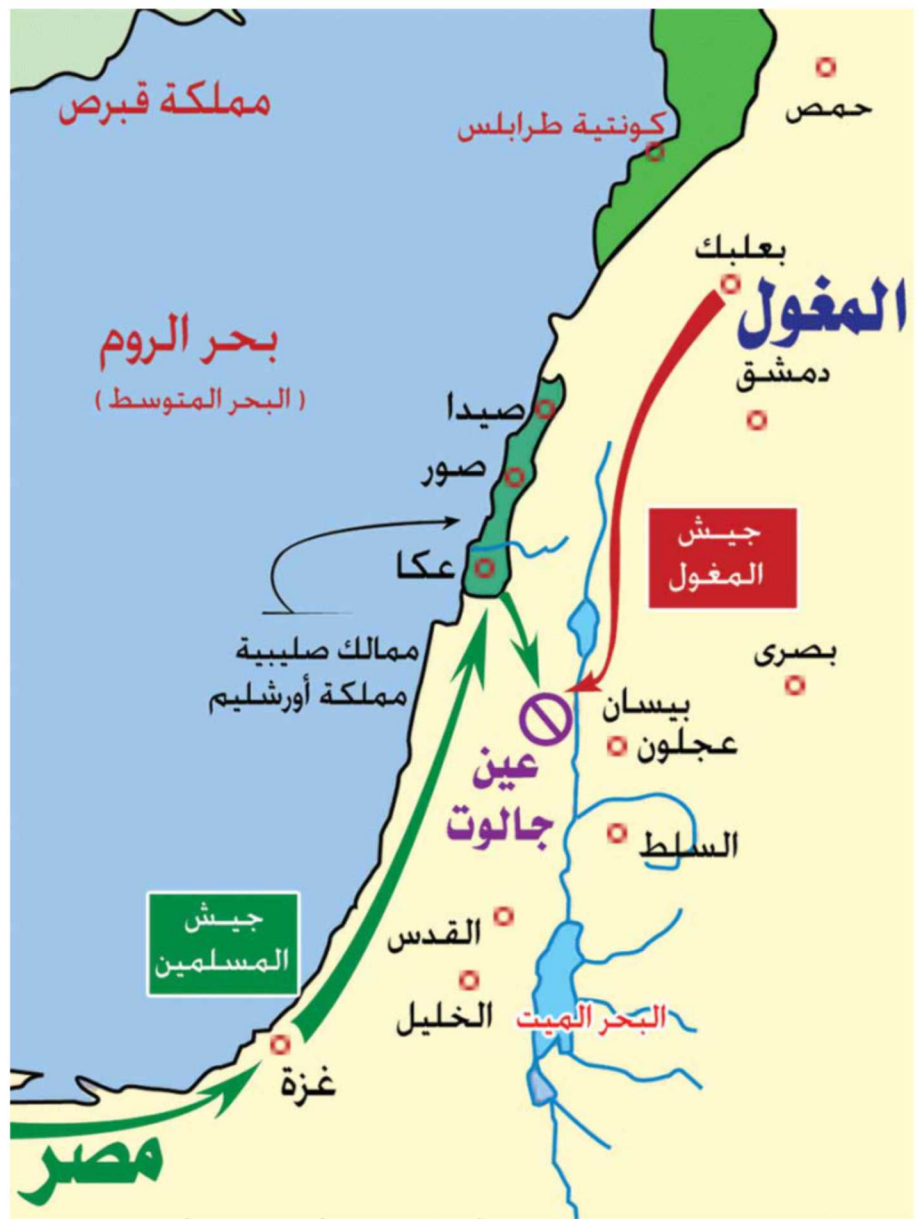 حمص
مملكة قبرص
كونتية طرابلس
بعلبك
المغول
بحر الروم
(البحر المتوسط)
دمشق
صيدا
صور
جيش
المغول
عكا
ممالك صليبية
مملكة أورشليم
بصرى
بيسان
عجلون
عين
جالوت
السلط
جيش
المسلمين
القدس
الخليل
البحر الميت
غزة
مصر